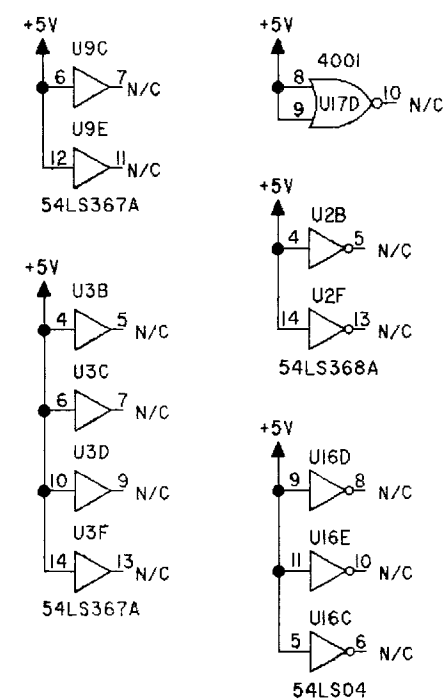 +5V
U9C
6 7 N/C
U9E
12 11 N/C
54LS367A
+5V
U3B
4 5 N/C
U3C
6 7 N/C
U3D
10 9 N/C
U3F
14 13 N/C
54LS367A
+5V
4001
8 U17D 10 N/C
9
+5V
U2B
4 5 N/C
U2F
14 13 N/C
54LS368A
+5V
U16D
9 8 N/C
U16E
11 10 N/C
U16C
5 6 N/C
54LS04